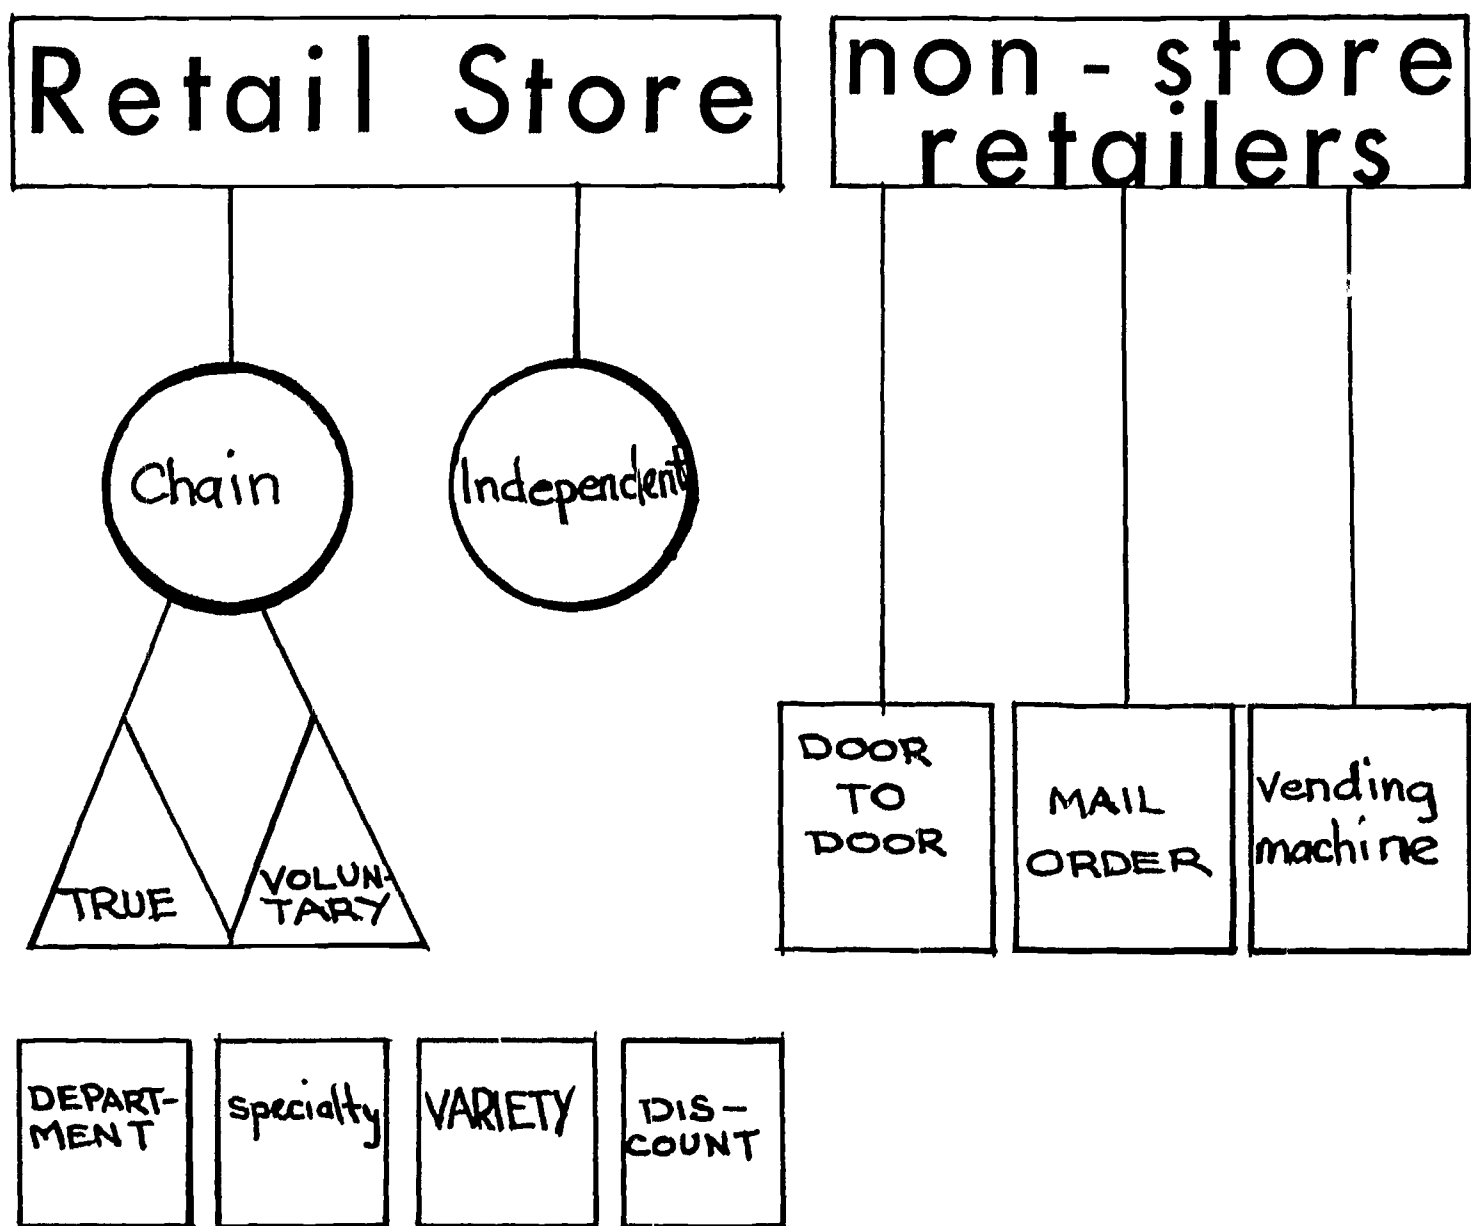 Retail Store
non-store
retailers
Chain
Independent
TRUE
VOLUN-
TARY
DOOR
TO
DOOR
MAIL
ORDER
vending
machine
DEPART-
MENT
specialty
VARIETY
DIS-
COUNT